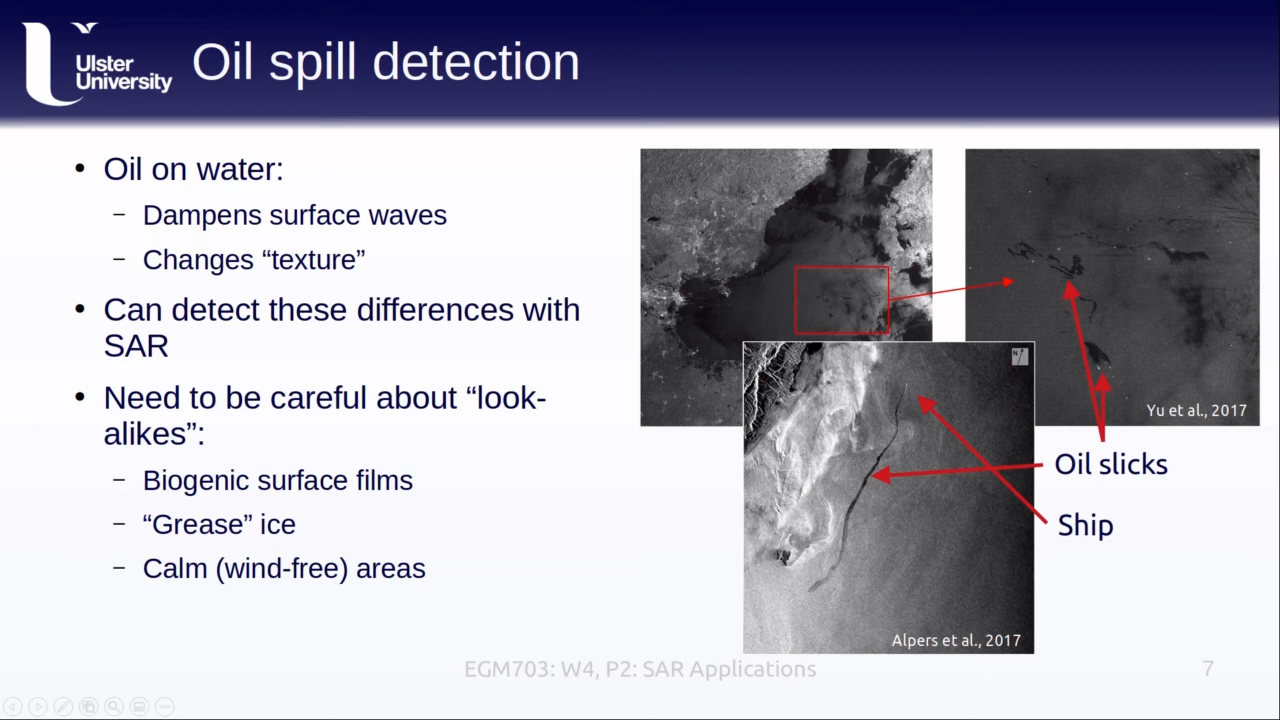 Ulster
University
Oil spill detection
• Oil on water:
– Dampens surface waves
– Changes “texture”
• Can detect these differences with
SAR
• Need to be careful about “look-
alikes”:
– Biogenic surface films
– “Grease” ice
– Calm (wind-free) areas
Yu et al., 2017
Oil slicks
Ship
N
Alpers et al., 2017
EGM703: W4, P2: SAR Applications
7